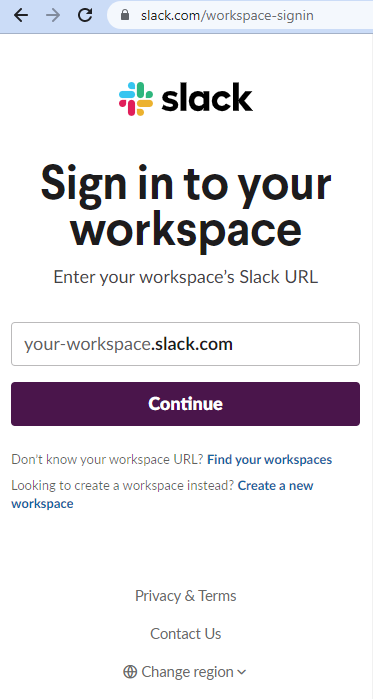 slack.com/workspace-signin
slack
Sign in to your
workspace
Enter your workspace's Slack URL
your-workspace.slack.com
Continue
Don't know your workspace URL? Find your workspaces
Looking to create a workspace instead? Create a new
workspace
Privacy & Terms
Contact Us
Change region